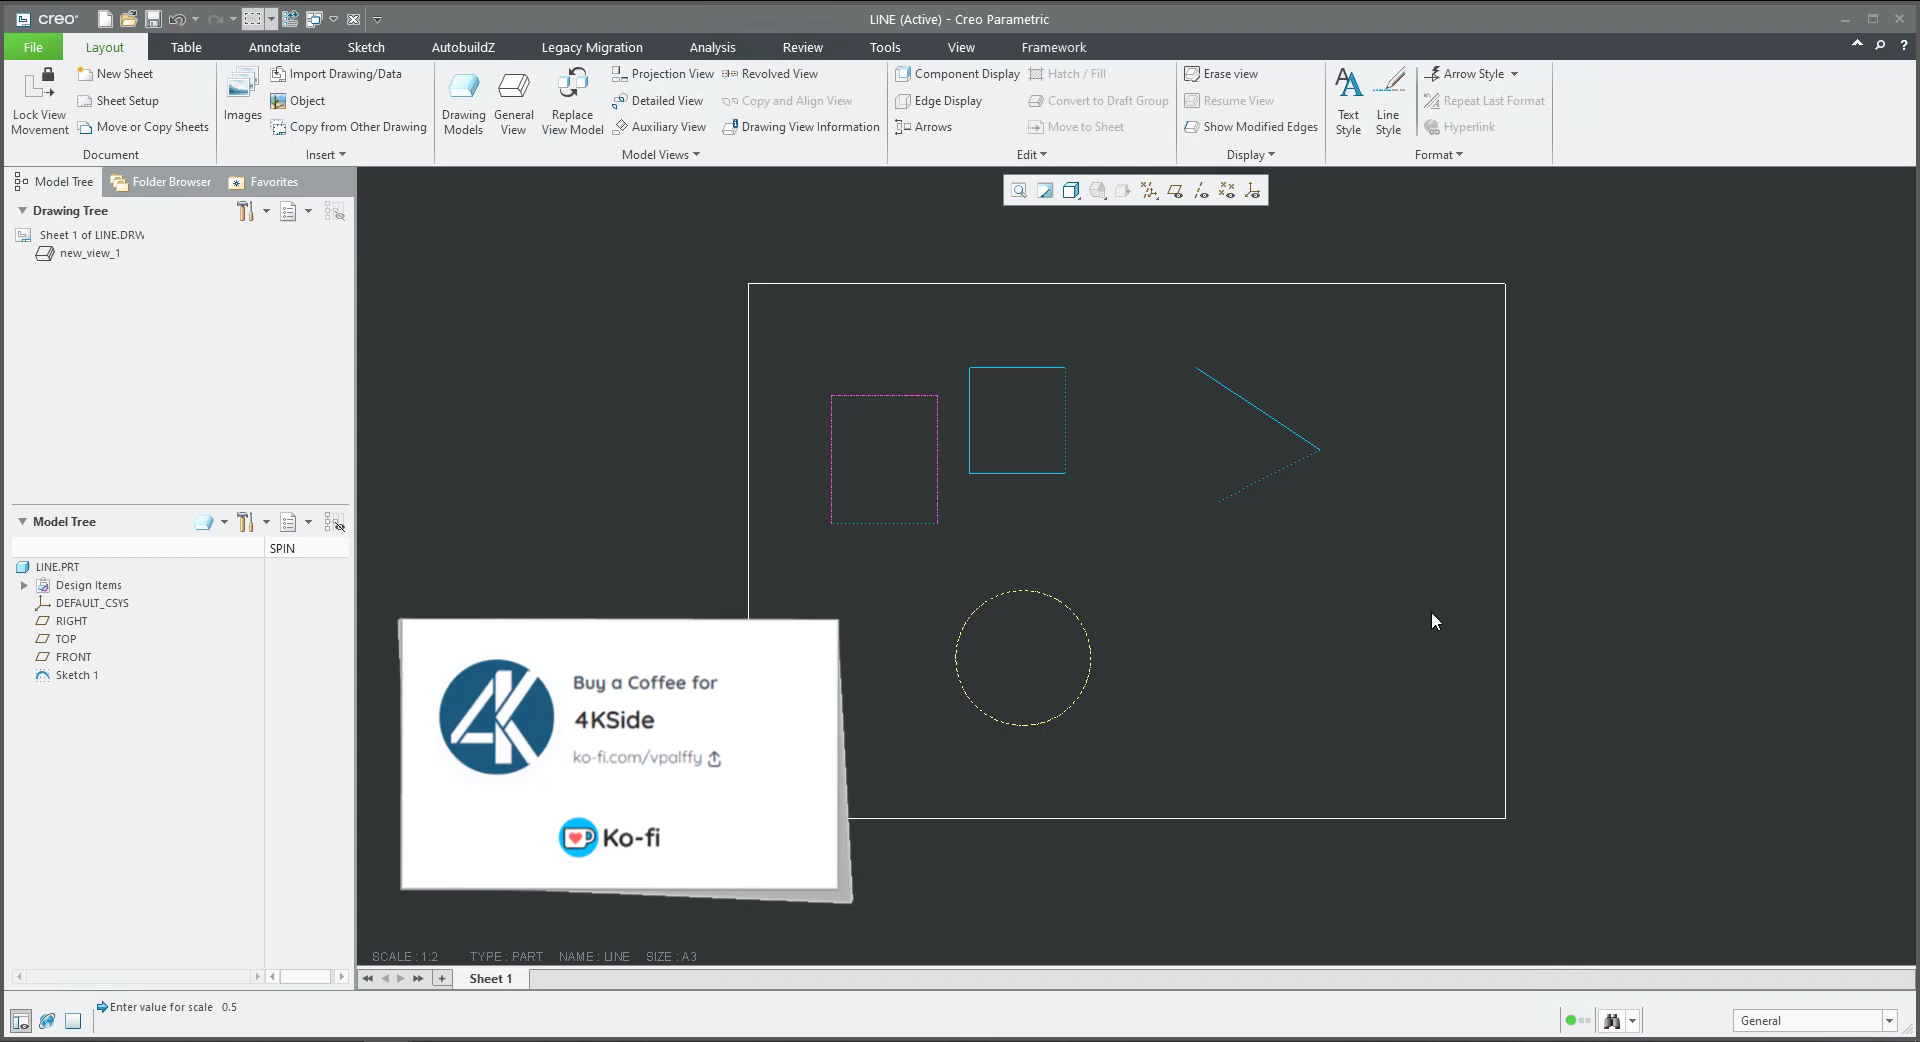 creo
LINE (Active) - Creo Parametric
File
Layout
Table
Annotate
Sketch
AutobuildZ
Legacy Migration
Analysis
Review
Tools
View
Framework
Lock View
Movement
New Sheet
Sheet Setup
Move or Copy Sheets
Document
Images
Import Drawing/Data
Object
Copy from Other Drawing
Insert
Drawing
Models
General
View
Replace
View Model
Projection View
Detailed View
Auxiliary View
Revolved View
Copy and Align View
Drawing View Information
Model Views
Component Display
Edge Display
Arrows
Hatch / Fill
Convert to Draft Group
Move to Sheet
Edit
Erase view
Resume View
Show Modified Edges
Display
Text
Style
Line
Style
Arrow Style
Repeat Last Format
Hyperlink
Format
Model Tree
Folder Browser
Favorites
Drawing Tree
Sheet 1 of LINE.DRW
new_view_1
Model Tree
SPIN
LINE.PRT
Design Items
DEFAULT_CSYS
RIGHT
TOP
FRONT
Sketch 1
4K
Buy a Coffee for
4KSide
ko-fi.com/vpalffy
Ko-fi
SCALE : 1:2 TYPE : PART NAME : LINE SIZE : A3
Sheet 1
Enter value for scale 0.5
General